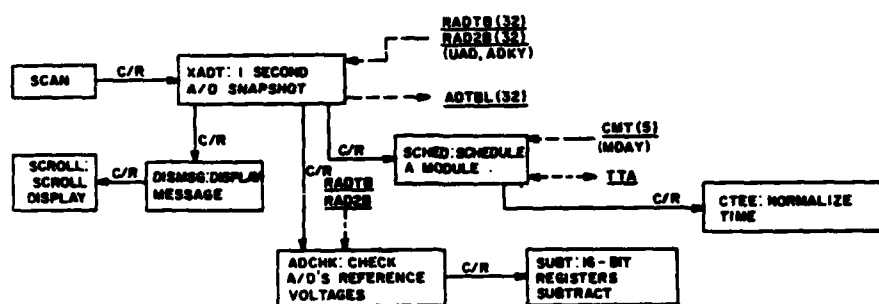 RADTB (32)
RAD2B (32)
(UAD, ADKY)
SCAN
C/R
XADT: 1 SECOND
A/D SNAPSHOT
ADTBL (32)
C/R
C/R
C/R
CMT (5)
(MDAY)
SCHED: SCHEDULE
A MODULE
TTA
SCROLL:
SCROLL
DISPLAY
C/R
DISMSG: DISPLAY
MESSAGE
RADTB
RAD2B
C/R
CTEE: NORMALIZE
TIME
ADCHK: CHECK
A/D'S REFERENCE
VOLTAGES
C/R
SUBT: 16-BIT
REGISTERS
SUBTRACT